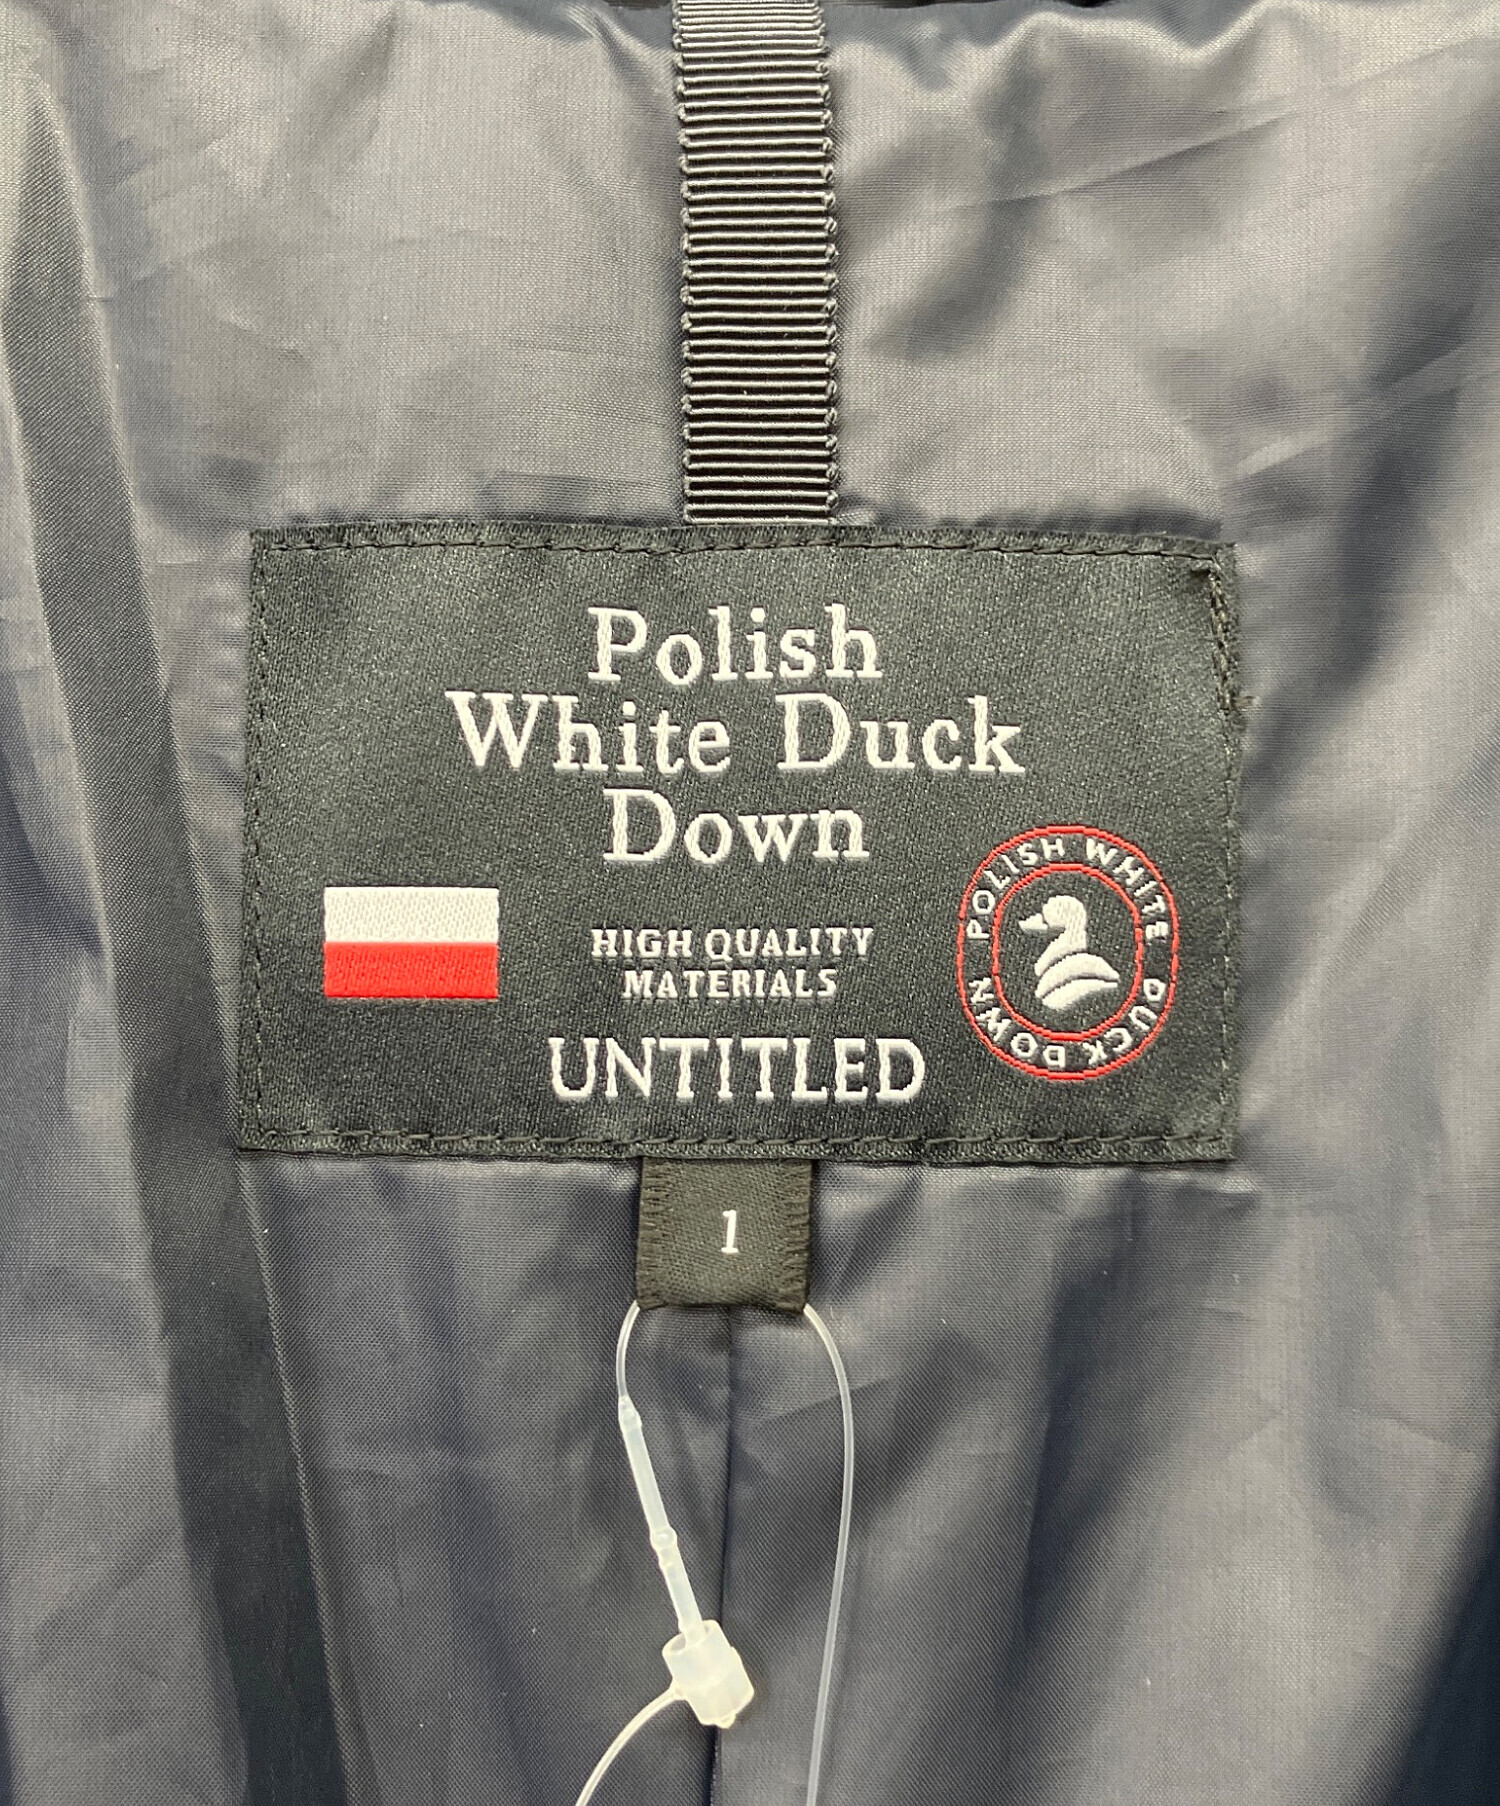 Polish
White Duck
Down
HIGH QUALITY
MATERIALS
UNTITLED
POLISH WHITE DUCK DOWN
1